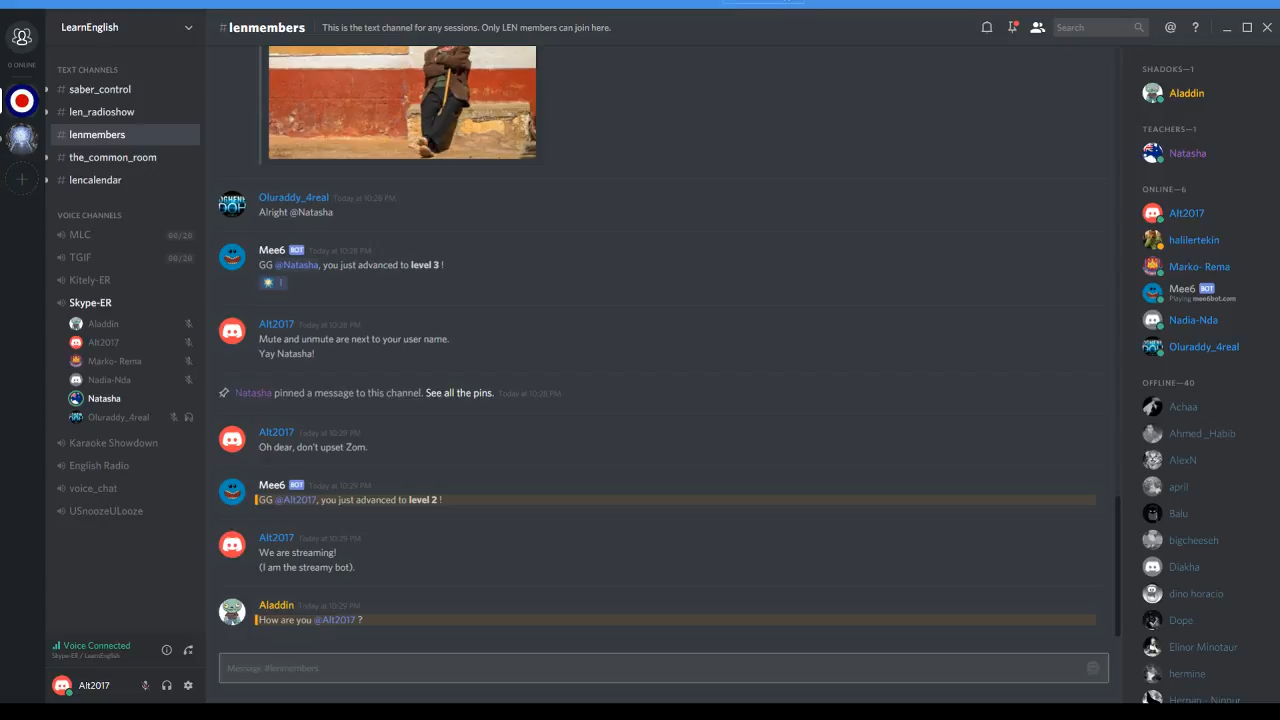 LearnEnglish
0 ONLINE
TEXT CHANNELS
# saber_control
# len_radioshow
# lenmembers
# the_common_room
# lencalendar
VOICE CHANNELS
MLC 00/20
TGIF 00/20
Kitely-ER
Skype-ER
Aladdin
Alt2017
Marko- Rema
Nadia-Nda
Natasha
Oluraddy_4real
Karaoke Showdown
English Radio
voice_chat
USnoozeULooze
Voice Connected
Skype-ER / LearnEnglish
Alt2017
#lenmembers This is the text channel for any sessions. Only LEN members can join here.
Search
Oluraddy_4real Today at 10:28 PM
Alright @Natasha
Mee6 BOT Today at 10:28 PM
GG @Natasha, you just advanced to level 3 !
1
Alt2017 Today at 10:28 PM
Mute and unmute are next to your user name.
Yay Natasha!
Natasha pinned a message to this channel. See all the pins. Today at 10:28 PM
Alt2017 Today at 10:29 PM
Oh dear, don't upset Zom.
Mee6 BOT Today at 10:29 PM
GG @Alt2017, you just advanced to level 2 !
Alt2017 Today at 10:29 PM
We are streaming!
(I am the streamy bot).
Aladdin Today at 10:29 PM
How are you @Alt2017 ?
Message #lenmembers
SHADOKS—1
Aladdin
TEACHERS—1
Natasha
ONLINE—6
Alt2017
halilertekin
Marko- Rema
Mee6 BOT
Playing mee6bot.com
Nadia-Nda
Oluraddy_4real
OFFLINE—40
Achaa
Ahmed _Habib
AlexN
april
Balu
bigcheeseh
Diakha
dino horacio
Dope
Elinor Minotaur
hermine